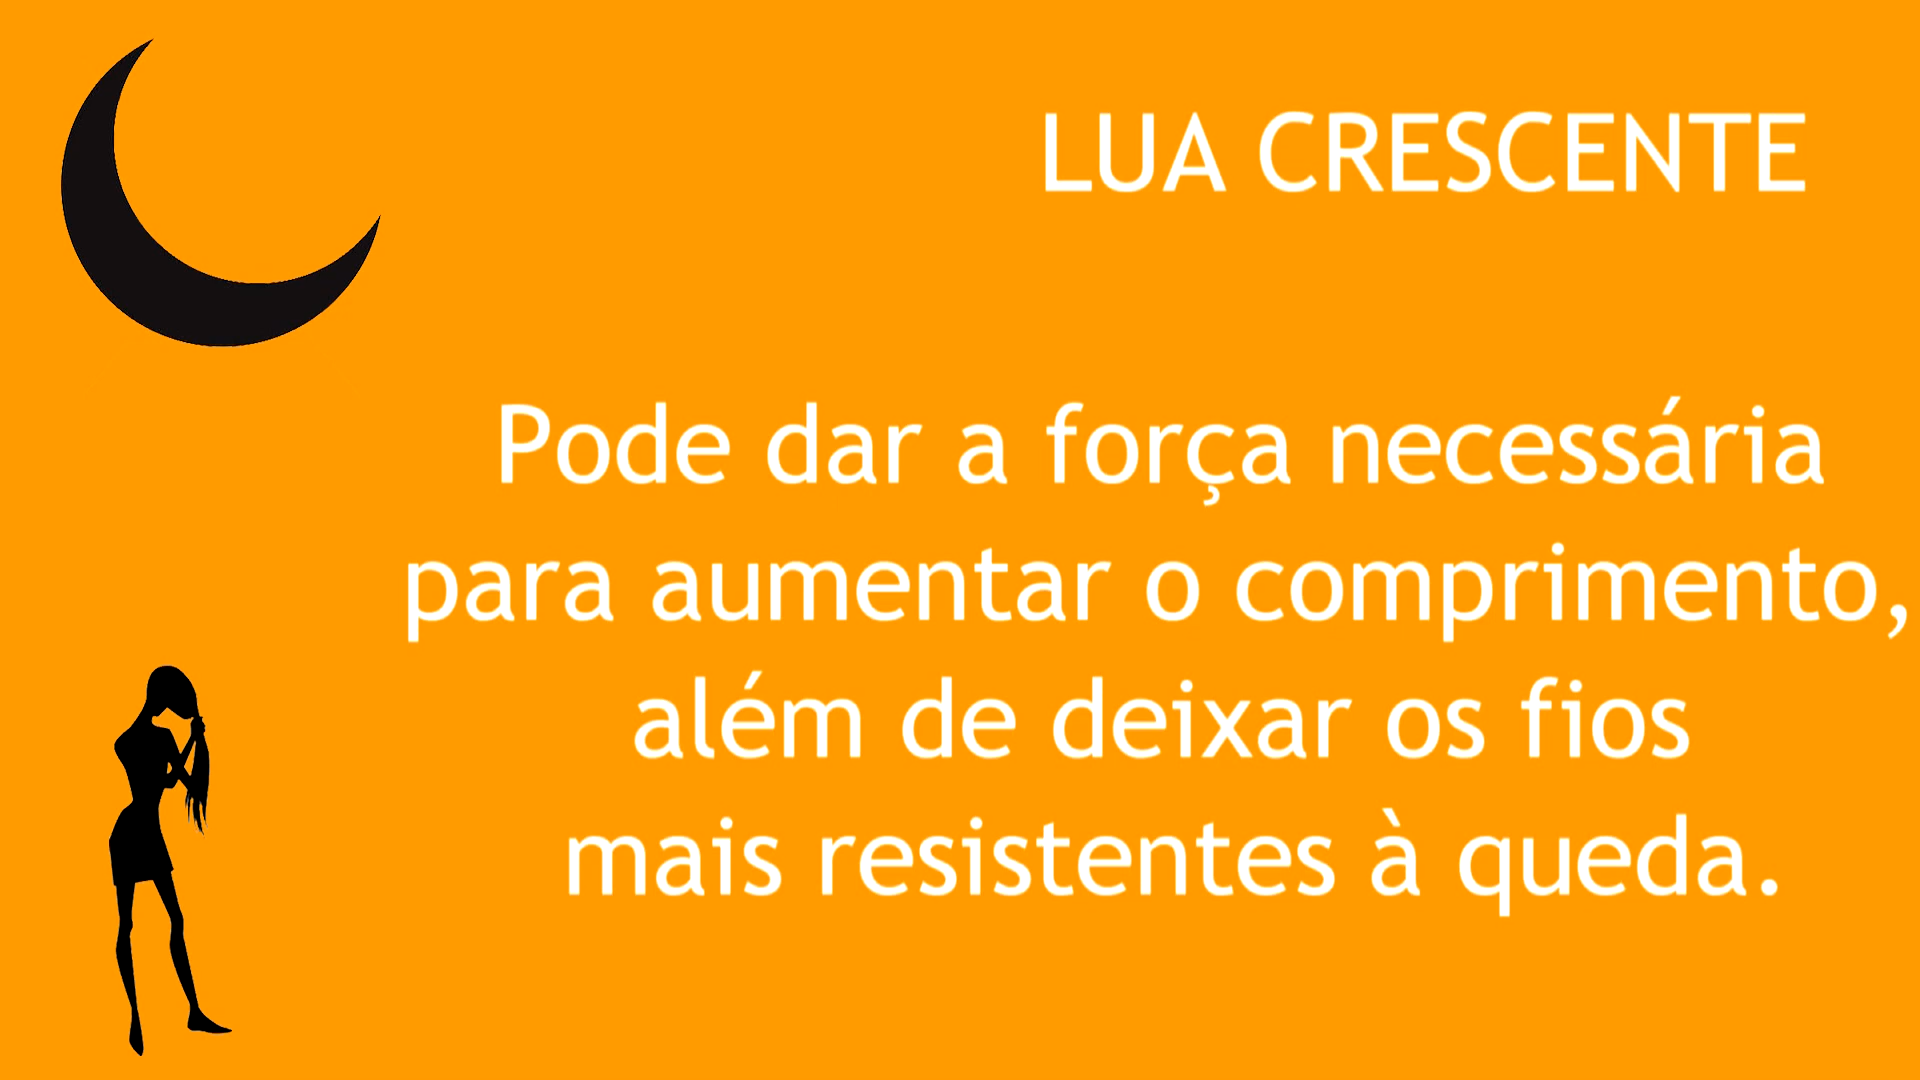 LUA CRESCENTE
Pode dar a força necessária
para aumentar o comprimento,
além de deixar os fios
mais resistentes à queda.